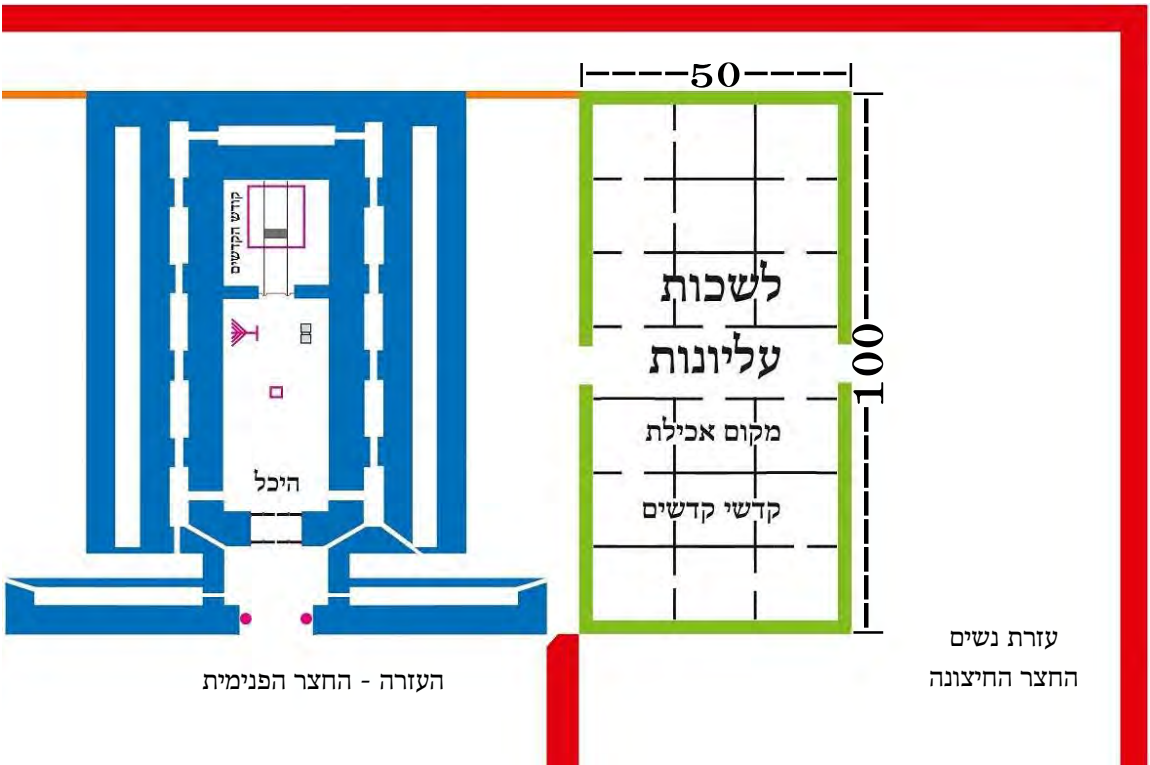 50
100
קודש הקדשים
לשכות
עליונות
מקום אכילת
קדשי קדשים
היכל
עזרת נשים
החצר החיצונה
העזרה - החצר הפנימית